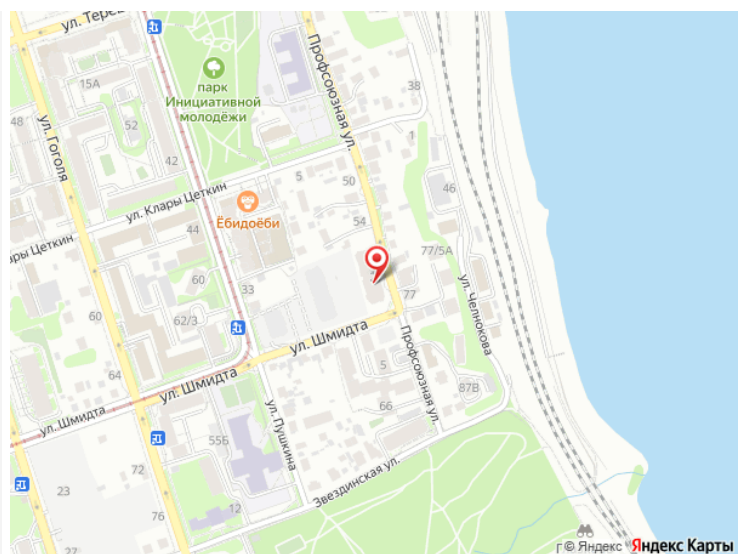 ул. Терев
15А
52
48
42
ул. Гоголя
парк
Инициативной
молодёжи
Профсоюзная ул.
38
1
ул. Клары Цеткин
5
50
46
Ёбидоёби
54
44
ары Цеткин
60
33
77/5А
77
ул. Челнокова
60
62/3
64
ул. Шмидта
ул. Шмидта
ул. Шмидта
Профсоюзная ул.
5
87В
66
ул. Пушкина
55Б
72
Звездинская ул.
23
76
12
27
© Яндекс
Яндекс Карты